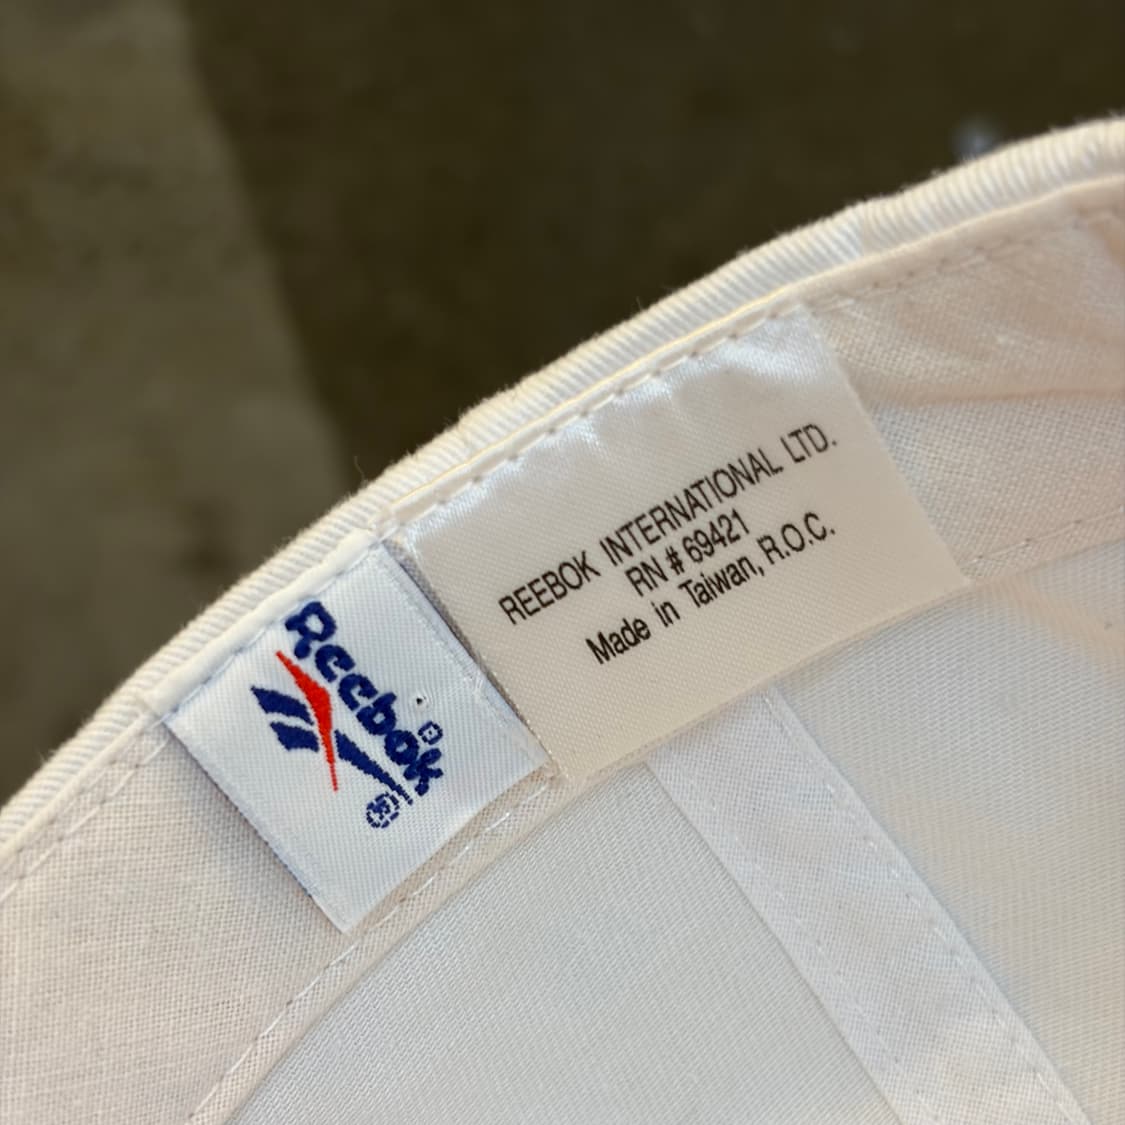 Reebok
®
REEBOK INTERNATIONAL LTD.
RN # 69421
Made in Taiwan, R.O.C.